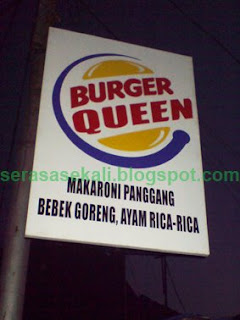 BURGER
QUEEN
serasasekali.blogspot.com
MAKARONI PANGGANG
BEBEK GORENG, AYAM RICA-RICA